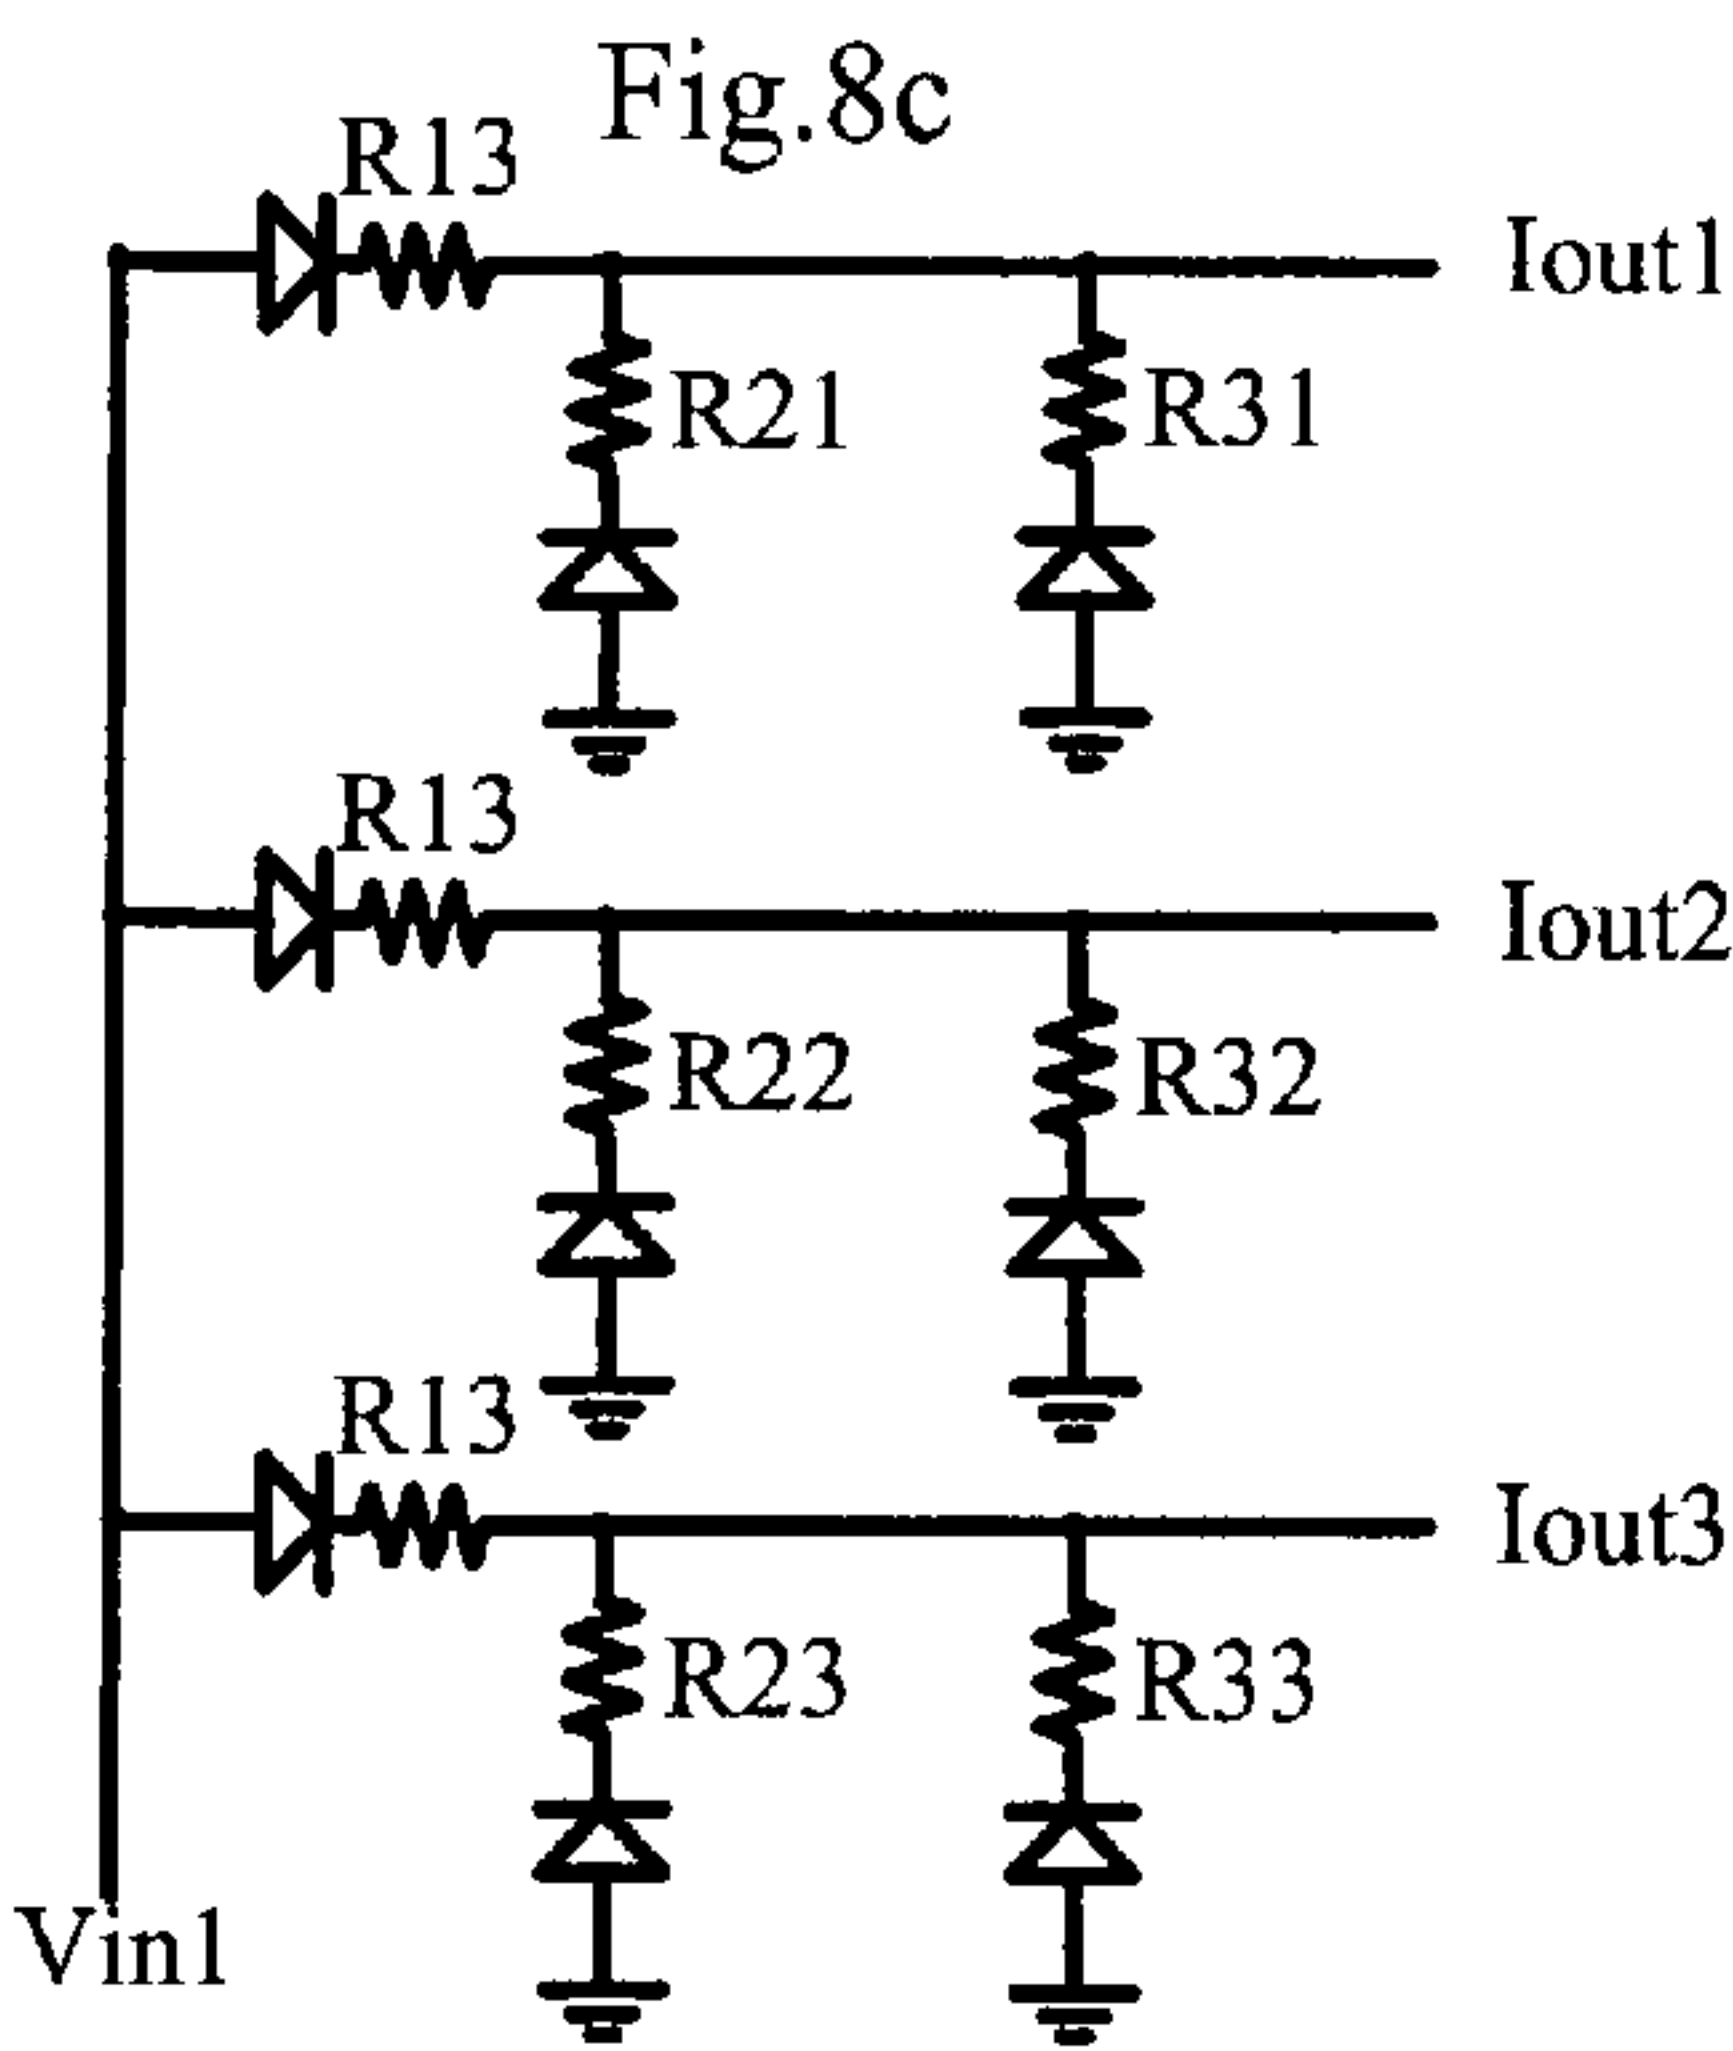 Fig.8c
R13
Iout1
R21
R31
R13
Iout2
R22
R32
R13
Iout3
R23
R33
Vin1